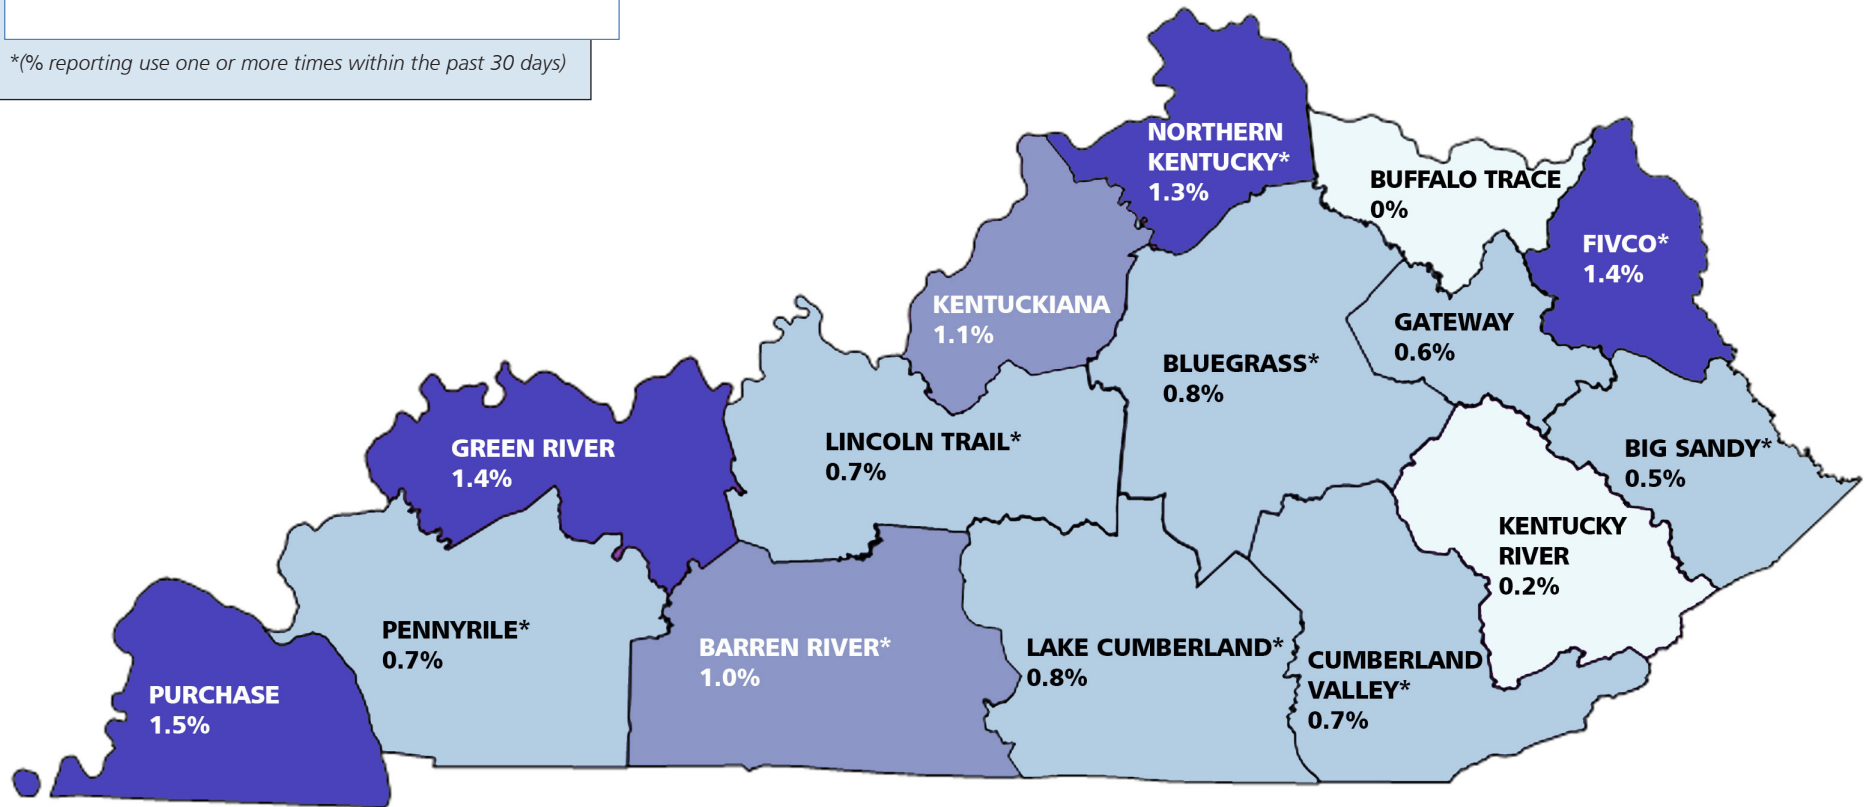 *(% reporting use one or more times within the past 30 days)
NORTHERN
KENTUCKY*
1.3%
BUFFALO TRACE
0%
FIVCO*
1.4%
KENTUCKIANA
1.1%
GATEWAY
0.6%
BLUEGRASS*
0.8%
GREEN RIVER
1.4%
LINCOLN TRAIL*
0.7%
BIG SANDY*
0.5%
KENTUCKY
RIVER
0.2%
PENNYRILE*
0.7%
BARREN RIVER*
1.0%
LAKE CUMBERLAND*
0.8%
CUMBERLAND
VALLEY*
0.7%
PURCHASE
1.5%